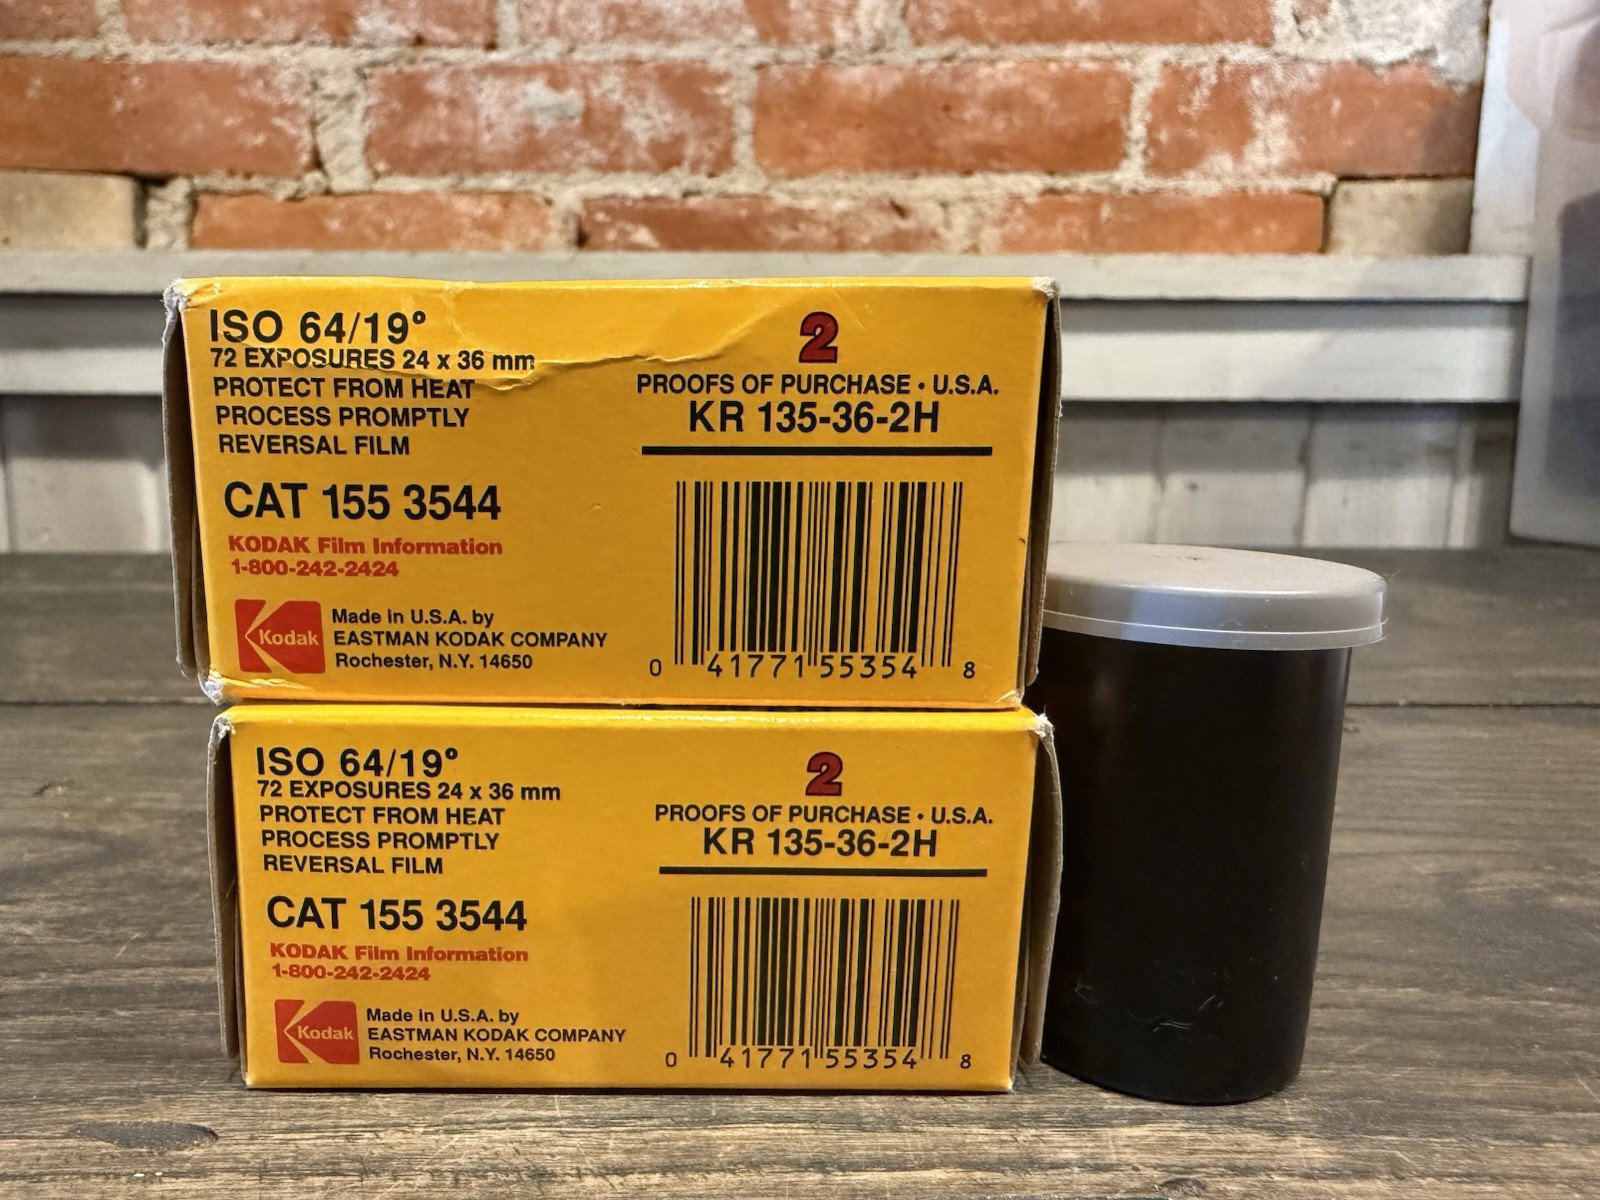 ISO 64/19°
72 EXPOSURES 24 x 36 mm
PROTECT FROM HEAT
PROCESS PROMPTLY
REVERSAL FILM
CAT 155 3544
KODAK Film Information
1-800-242-2424
Kodak
Made in U.S.A. by
EASTMAN KODAK COMPANY
Rochester, N.Y. 14650
2
PROOFS OF PURCHASE • U.S.A.
KR 135-36-2H
0 41771 55354 8
ISO 64/19°
72 EXPOSURES 24 x 36 mm
PROTECT FROM HEAT
PROCESS PROMPTLY
REVERSAL FILM
CAT 155 3544
KODAK Film Information
1-800-242-2424
Kodak
Made in U.S.A. by
EASTMAN KODAK COMPANY
Rochester, N.Y. 14650
2
PROOFS OF PURCHASE • U.S.A.
KR 135-36-2H
0 41771 55354 8